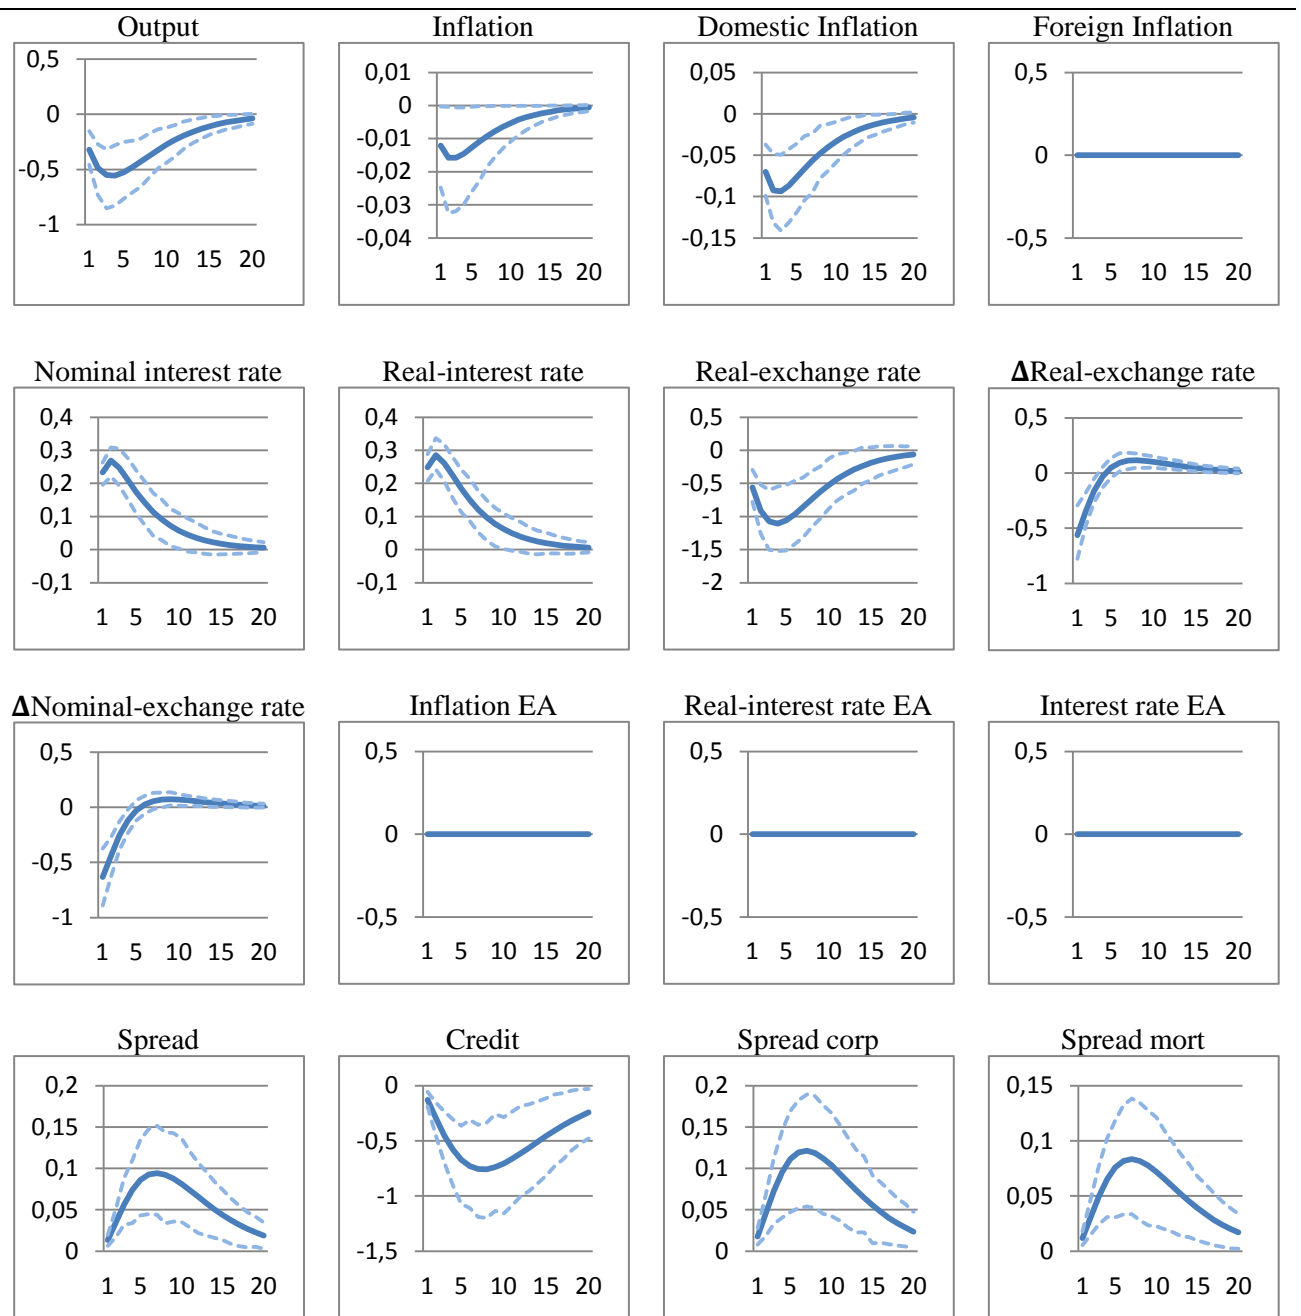 Output
0,5
0
-0,5
-1
1 5 10 15 20
Inflation
0,01
0
-0,01
-0,02
-0,03
-0,04
1 5 10 15 20
Domestic Inflation
0,05
0
-0,05
-0,1
-0,15
1 5 10 15 20
Foreign Inflation
0,5
0
-0,5
1 5 10 15 20
Nominal interest rate
0,4
0,3
0,2
0,1
0
-0,1
1 5 10 15 20
Real-interest rate
0,4
0,3
0,2
0,1
0
-0,1
1 5 10 15 20
Real-exchange rate
0,5
0
-0,5
-1
-1,5
-2
1 5 10 15 20
ΔReal-exchange rate
0,5
0
-0,5
-1
1 5 10 15 20
ΔNominal-exchange rate
0,5
0
-0,5
-1
1 5 10 15 20
Inflation EA
0,5
0
-0,5
1 5 10 15 20
Real-interest rate EA
0,5
0
-0,5
1 5 10 15 20
Interest rate EA
0,5
0
-0,5
1 5 10 15 20
Spread
0,2
0,15
0,1
0,05
0
1 5 10 15 20
Credit
0
-0,5
-1
-1,5
1 5 10 15 20
Spread corp
0,2
0,15
0,1
0,05
0
1 5 10 15 20
Spread mort
0,15
0,1
0,05
0
1 5 10 15 20